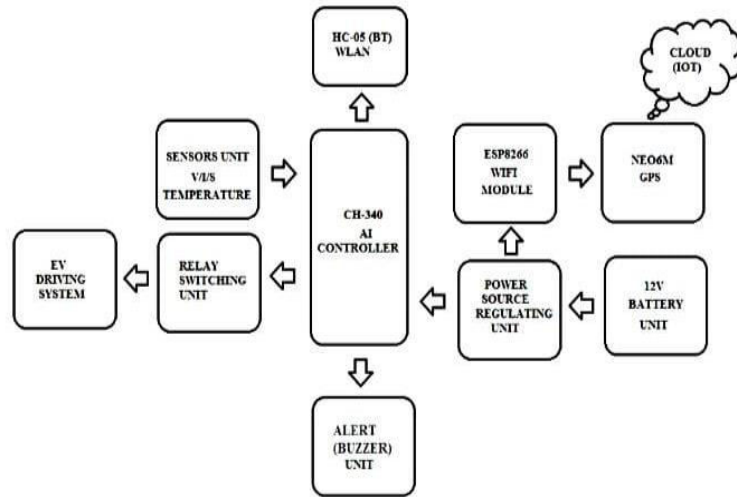 HC-05 (BT)
WLAN
CLOUD
(IOT)
SENSORS UNIT
V/I/S
TEMPERATURE
CH-340
AI
CONTROLLER
ESP8266
WIFI
MODULE
NEO6M
GPS
EV
DRIVING
SYSTEM
RELAY
SWITCHING
UNIT
POWER
SOURCE
REGULATING
UNIT
12V
BATTERY
UNIT
ALERT
(BUZZER)
UNIT